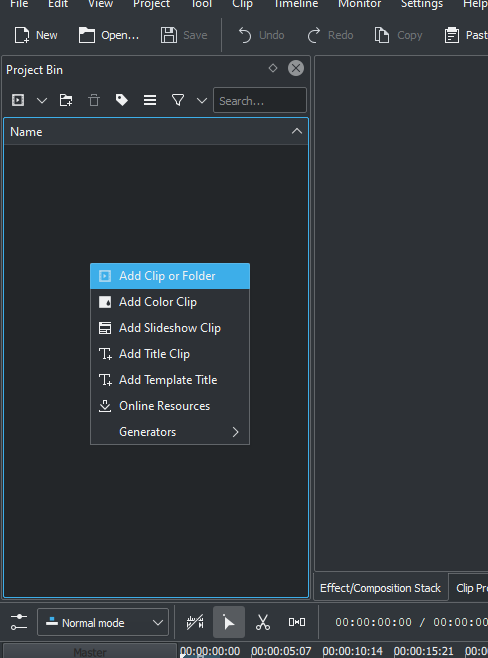 File Edit View Project Tool Clip Timeline Monitor Settings Help
New Open... Save Undo Redo Copy Paste
Project Bin
Search...
Name
Add Clip or Folder
Add Color Clip
Add Slideshow Clip
Add Title Clip
Add Template Title
Online Resources
Generators
Effect/Composition Stack Clip Pr
Normal mode 00:00:00:00 / 00:00:0
Master 00:00:00:00 00:00:05:07 00:00:10:14 00:00:15:21 00:00